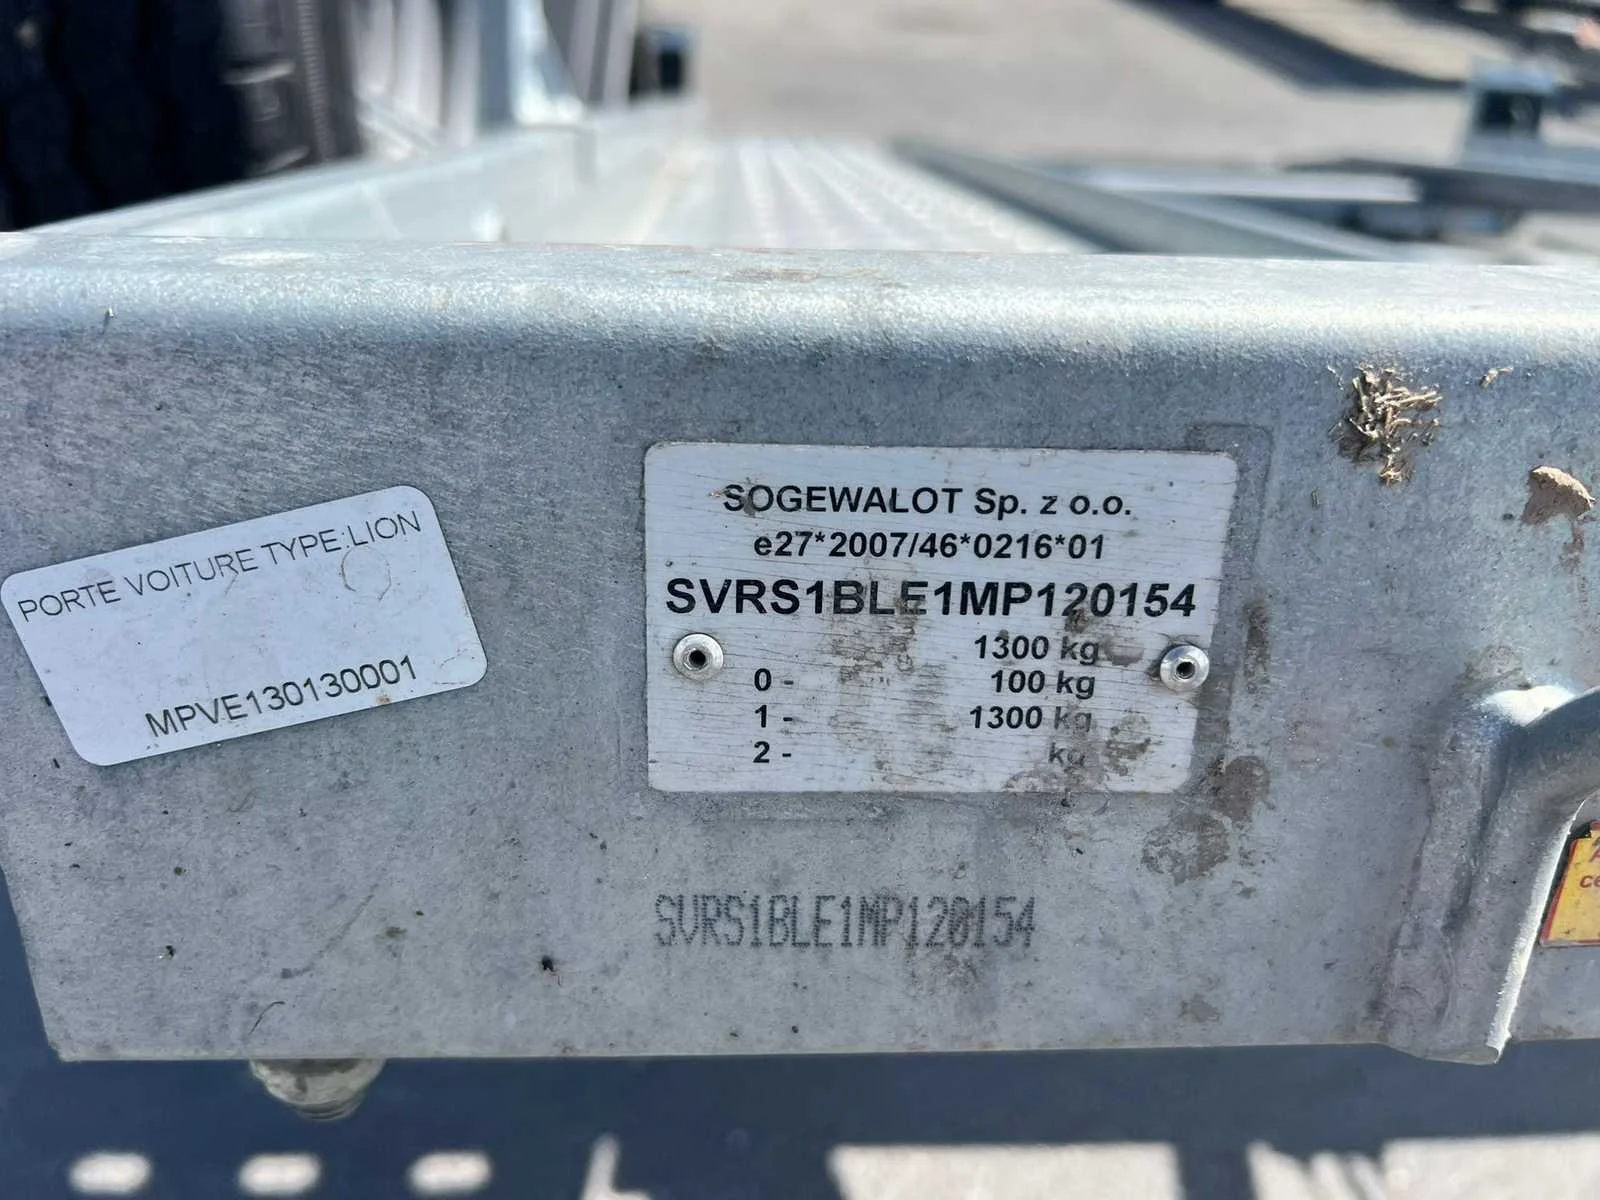 PORTE VOITURE TYPE:LION
MPVE130130001
SOGEWALOT Sp. z o.o.
e27*2007/46*0216*01
SVRS1BLE1MP120154
1300 kg
0 - 100 kg
1 - 1300 kg
2 - kg
SVRS1BLE1MP120154